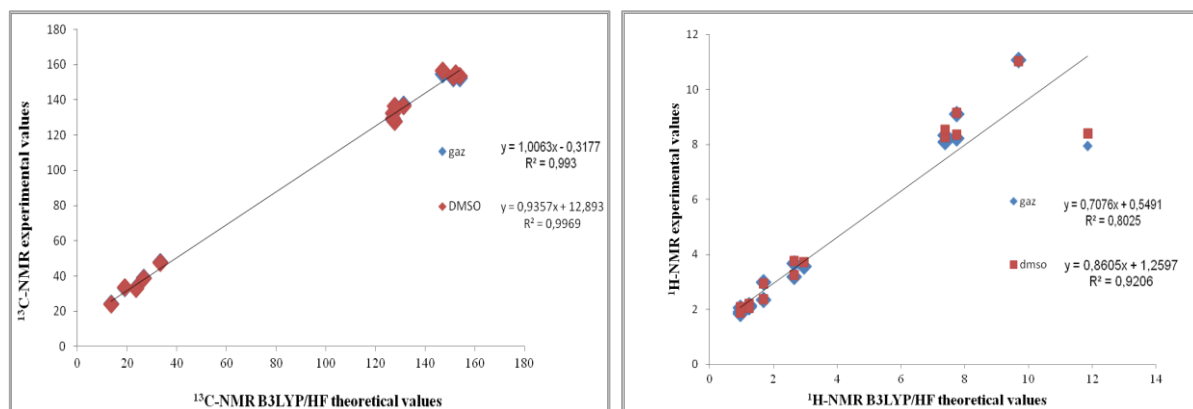 180
160
140
120
100
80
60
40
20
0
0 20 40 60 80 100 120 140 160 180
¹³C-NMR experimental values
¹³C-NMR B3LYP/HF theoretical values
gaz y = 1,0063x - 0,3177
R² = 0,993
DMSO y = 0,9357x + 12,893
R² = 0,9969
12
10
8
6
4
2
0
0 2 4 6 8 10 12 14
¹H-NMR experimental values
¹H-NMR B3LYP/HF theoretical values
gaz y = 0,7076x + 0,5491
R² = 0,8025
dmso y = 0,8605x + 1,2597
R² = 0,9206